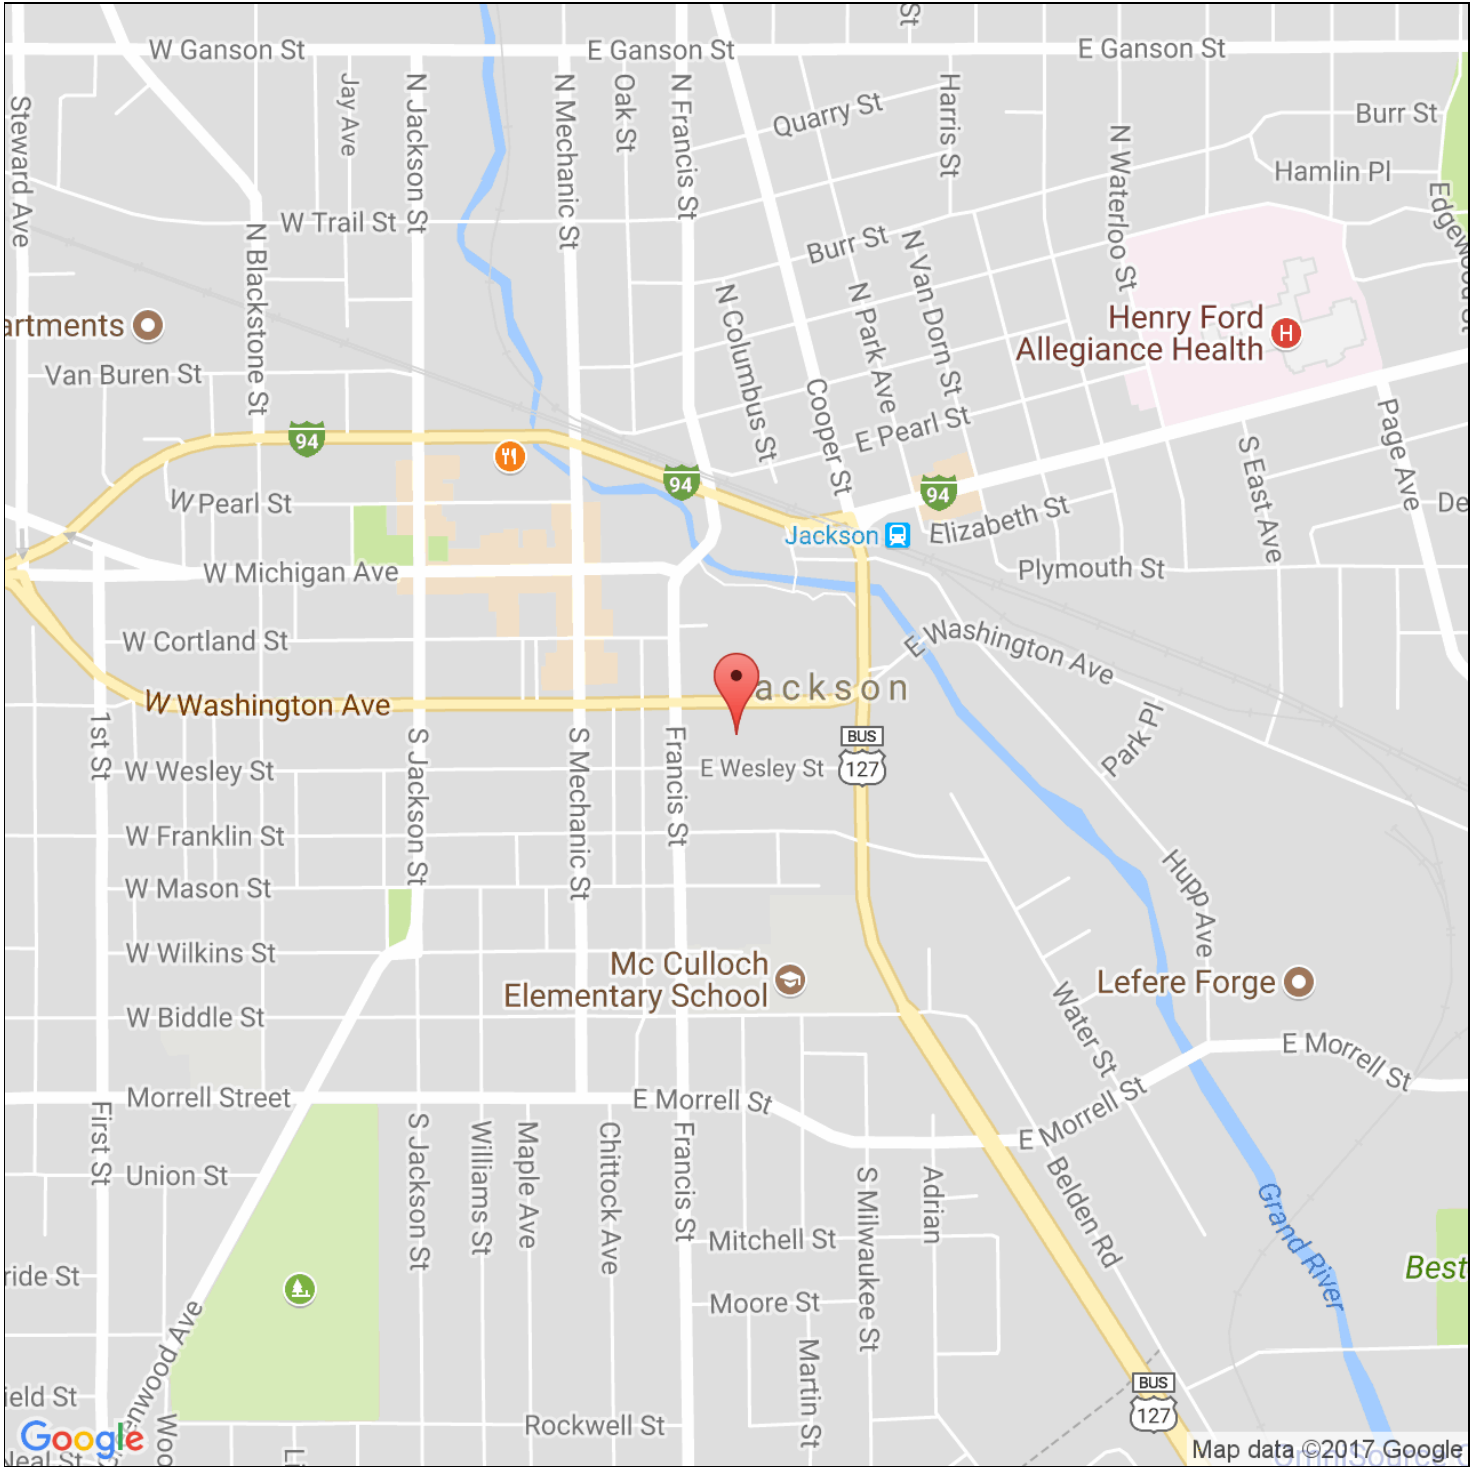 St
W Ganson St
E Ganson St
E Ganson St
Steward Ave
Jay Ave
N Jackson St
N Mechanic St
Oak St
N Francis St
Quarry St
Harris St
N Waterloo St
Burr St
Hamlin Pl
W Trail St
N Blackstone St
Burr St
N Van Dorn St
N Park Ave
N Columbus St
artments
Henry Ford
Allegiance Health
H
Van Buren St
Cooper St
E Pearl St
S East Ave
Page Ave
94
94
94
W Pearl St
De
Elizabeth St
Jackson
W Michigan Ave
Plymouth St
W Cortland St
E Washington Ave
ackson
W Washington Ave
1st St
S Jackson St
S Mechanic St
Francis St
Park Pl
BUS
127
E Wesley St
W Wesley St
W Franklin St
W Mason St
Hupp Ave
W Wilkins St
Mc Culloch
Elementary School
Lefere Forge
Water St
W Biddle St
E Morrell St
Morrell Street
E Morrell St
E Morrell St
First St
S Jackson St
Williams St
Maple Ave
Chittock Ave
Francis St
S Milwaukee St
Adrian
Belden Rd
Union St
Grand River
Mitchell St
ride St
Best
Moore St
Martin St
enwood Ave
BUS
127
ield St
Woo
Rockwell St
Google
Neal St
Map data ©2017 Google